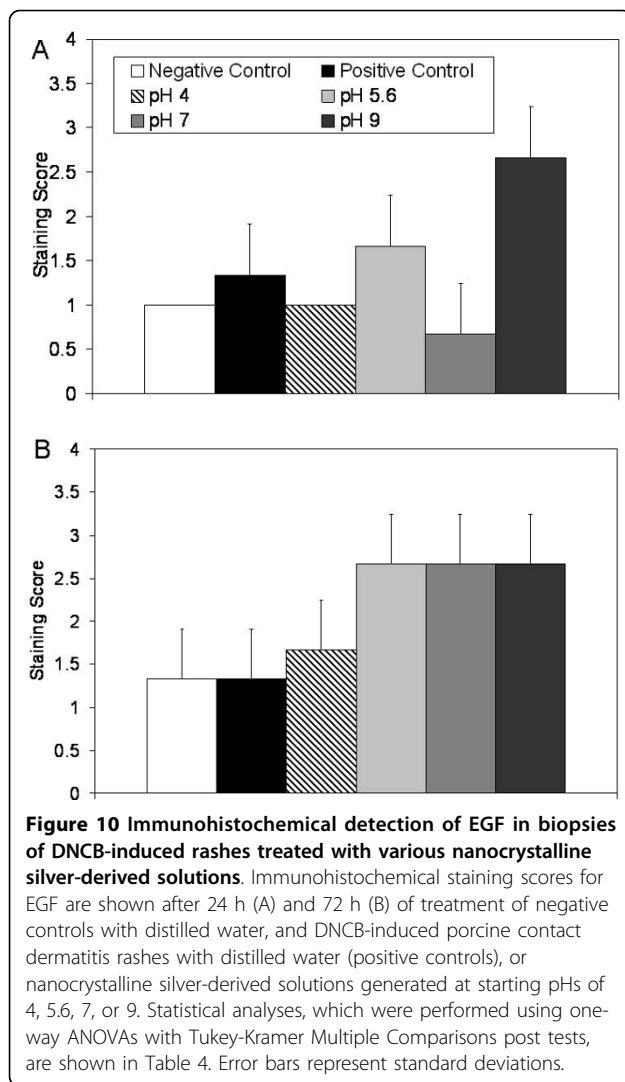 A
4
3.5
3
2.5
2
1.5
1
0.5
0
Staining Score
Negative Control Positive Control
pH 4 pH 5.6
pH 7 pH 9
B
4
3.5
3
2.5
2
1.5
1
0.5
0
Staining Score
Figure 10 Immunohistochemical detection of EGF in biopsies
of DNCB-induced rashes treated with various nanocrystalline
silver-derived solutions. Immunohistochemical staining scores for
EGF are shown after 24 h (A) and 72 h (B) of treatment of negative
controls with distilled water, and DNCB-induced porcine contact
dermatitis rashes with distilled water (positive controls), or
nanocrystalline silver-derived solutions generated at starting pHs of
4, 5.6, 7, or 9. Statistical analyses, which were performed using one-
way ANOVAs with Tukey-Kramer Multiple Comparisons post tests,
are shown in Table 4. Error bars represent standard deviations.